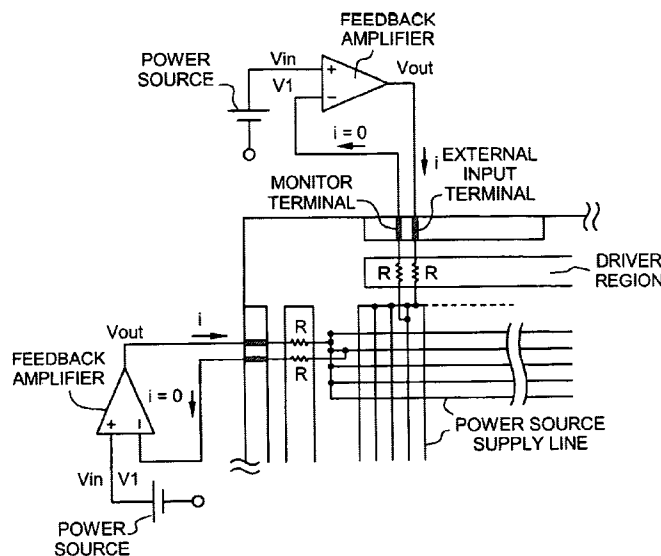 FEEDBACK
AMPLIFIER
POWER
SOURCE
Vin
V1
+
−
Vout
i = 0
i
EXTERNAL
INPUT
TERMINAL
MONITOR
TERMINAL
R
R
DRIVER
REGION
Vout
i
R
R
FEEDBACK
AMPLIFIER
i = 0
+
−
Vin
V1
POWER SOURCE
SUPPLY LINE
POWER
SOURCE